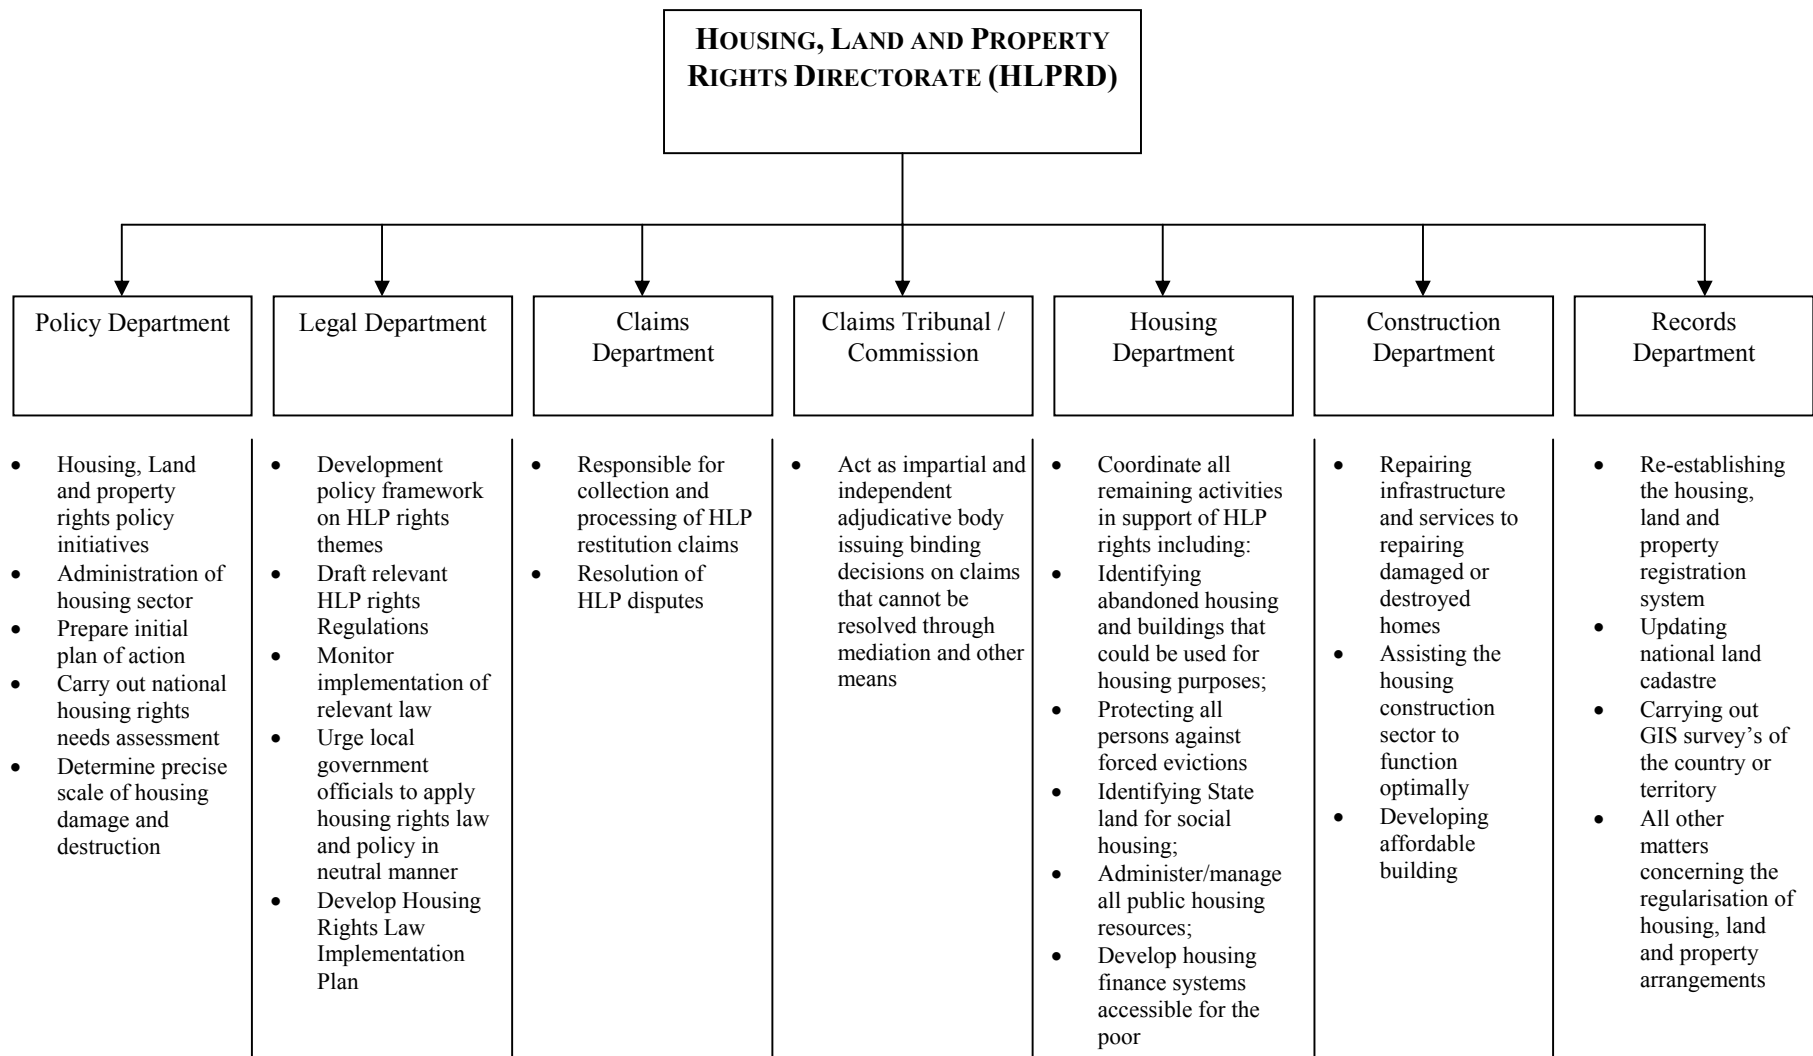 HOUSING, LAND AND PROPERTY
RIGHTS DIRECTORATE (HLPRD)
Policy Department
Legal Department
Claims
Department
Claims Tribunal /
Commission
Housing
Department
Construction
Department
Records
Department
• Housing, Land
and property
rights policy
initiatives
• Administration of
housing sector
• Prepare initial
plan of action
• Carry out national
housing rights
needs assessment
• Determine precise
scale of housing
damage and
destruction
• Development
policy framework
on HLP rights
themes
• Draft relevant
HLP rights
Regulations
• Monitor
implementation of
relevant law
• Urge local
government
officials to apply
housing rights law
and policy in
neutral manner
• Develop Housing
Rights Law
Implementation
Plan
• Responsible for
collection and
processing of HLP
restitution claims
• Resolution of
HLP disputes
• Act as impartial and
independent
adjudicative body
issuing binding
decisions on claims
that cannot be
resolved through
mediation and other
means
• Coordinate all
remaining activities
in support of HLP
rights including:
• Identifying
abandoned housing
and buildings that
could be used for
housing purposes;
• Protecting all
persons against
forced evictions
• Identifying State
land for social
housing;
• Administer/manage
all public housing
resources;
• Develop housing
finance systems
accessible for the
poor
• Repairing
infrastructure
and services to
repairing
damaged or
destroyed
homes
• Assisting the
housing
construction
sector to
function
optimally
• Developing
affordable
building
• Re-establishing
the housing,
land and
property
registration
system
• Updating
national land
cadastre
• Carrying out
GIS survey’s of
the country or
territory
• All other
matters
concerning the
regularisation of
housing, land
and property
arrangements